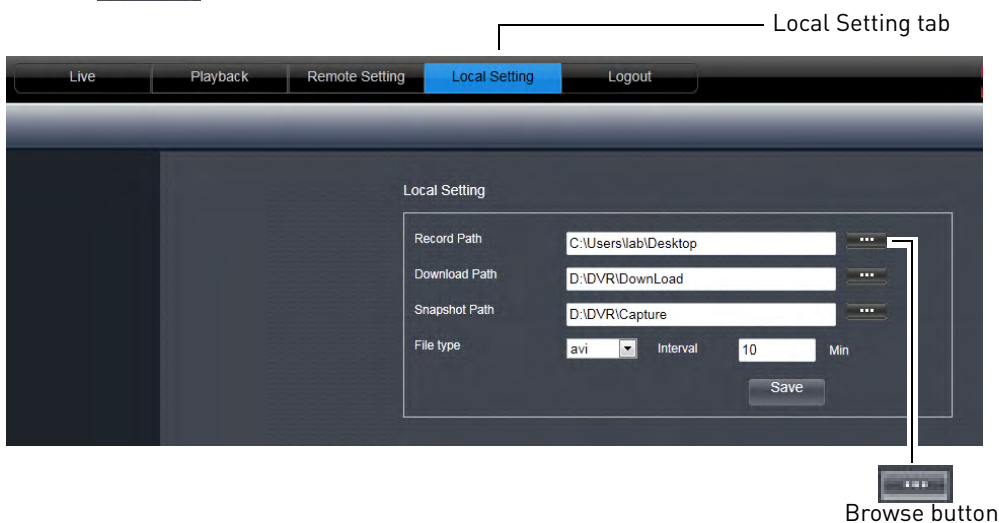 Local Setting tab
Live Playback Remote Setting Local Setting Logout
Local Setting
Record Path C:\Users\lab\Desktop
Download Path D:\DVR\DownLoad
Snapshot Path D:\DVR\Capture
File type avi Interval 10 Min
Save
Browse button